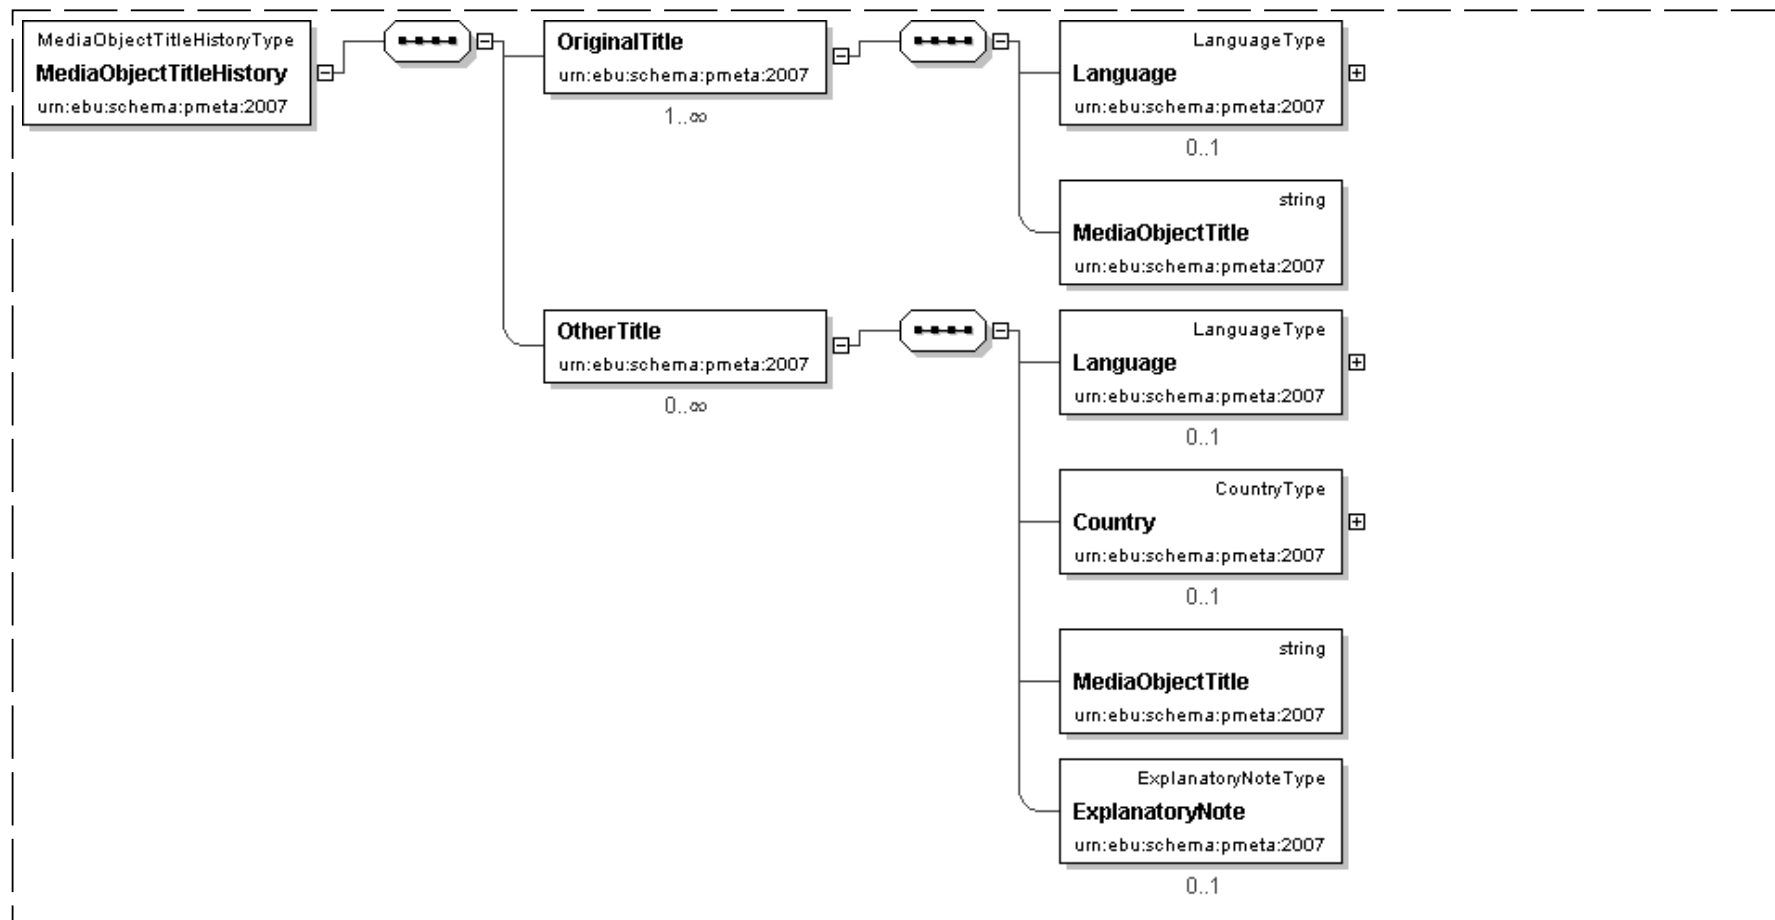 MediaObjectTitleHistoryType
MediaObjectTitleHistory
urn:ebu:schema:pmeta:2007
OriginalTitle
urn:ebu:schema:pmeta:2007
1..∞
LanguageType
Language
urn:ebu:schema:pmeta:2007
0..1
string
MediaObjectTitle
urn:ebu:schema:pmeta:2007
OtherTitle
urn:ebu:schema:pmeta:2007
0..∞
LanguageType
Language
urn:ebu:schema:pmeta:2007
0..1
CountryType
Country
urn:ebu:schema:pmeta:2007
0..1
string
MediaObjectTitle
urn:ebu:schema:pmeta:2007
ExplanatoryNoteType
ExplanatoryNote
urn:ebu:schema:pmeta:2007
0..1